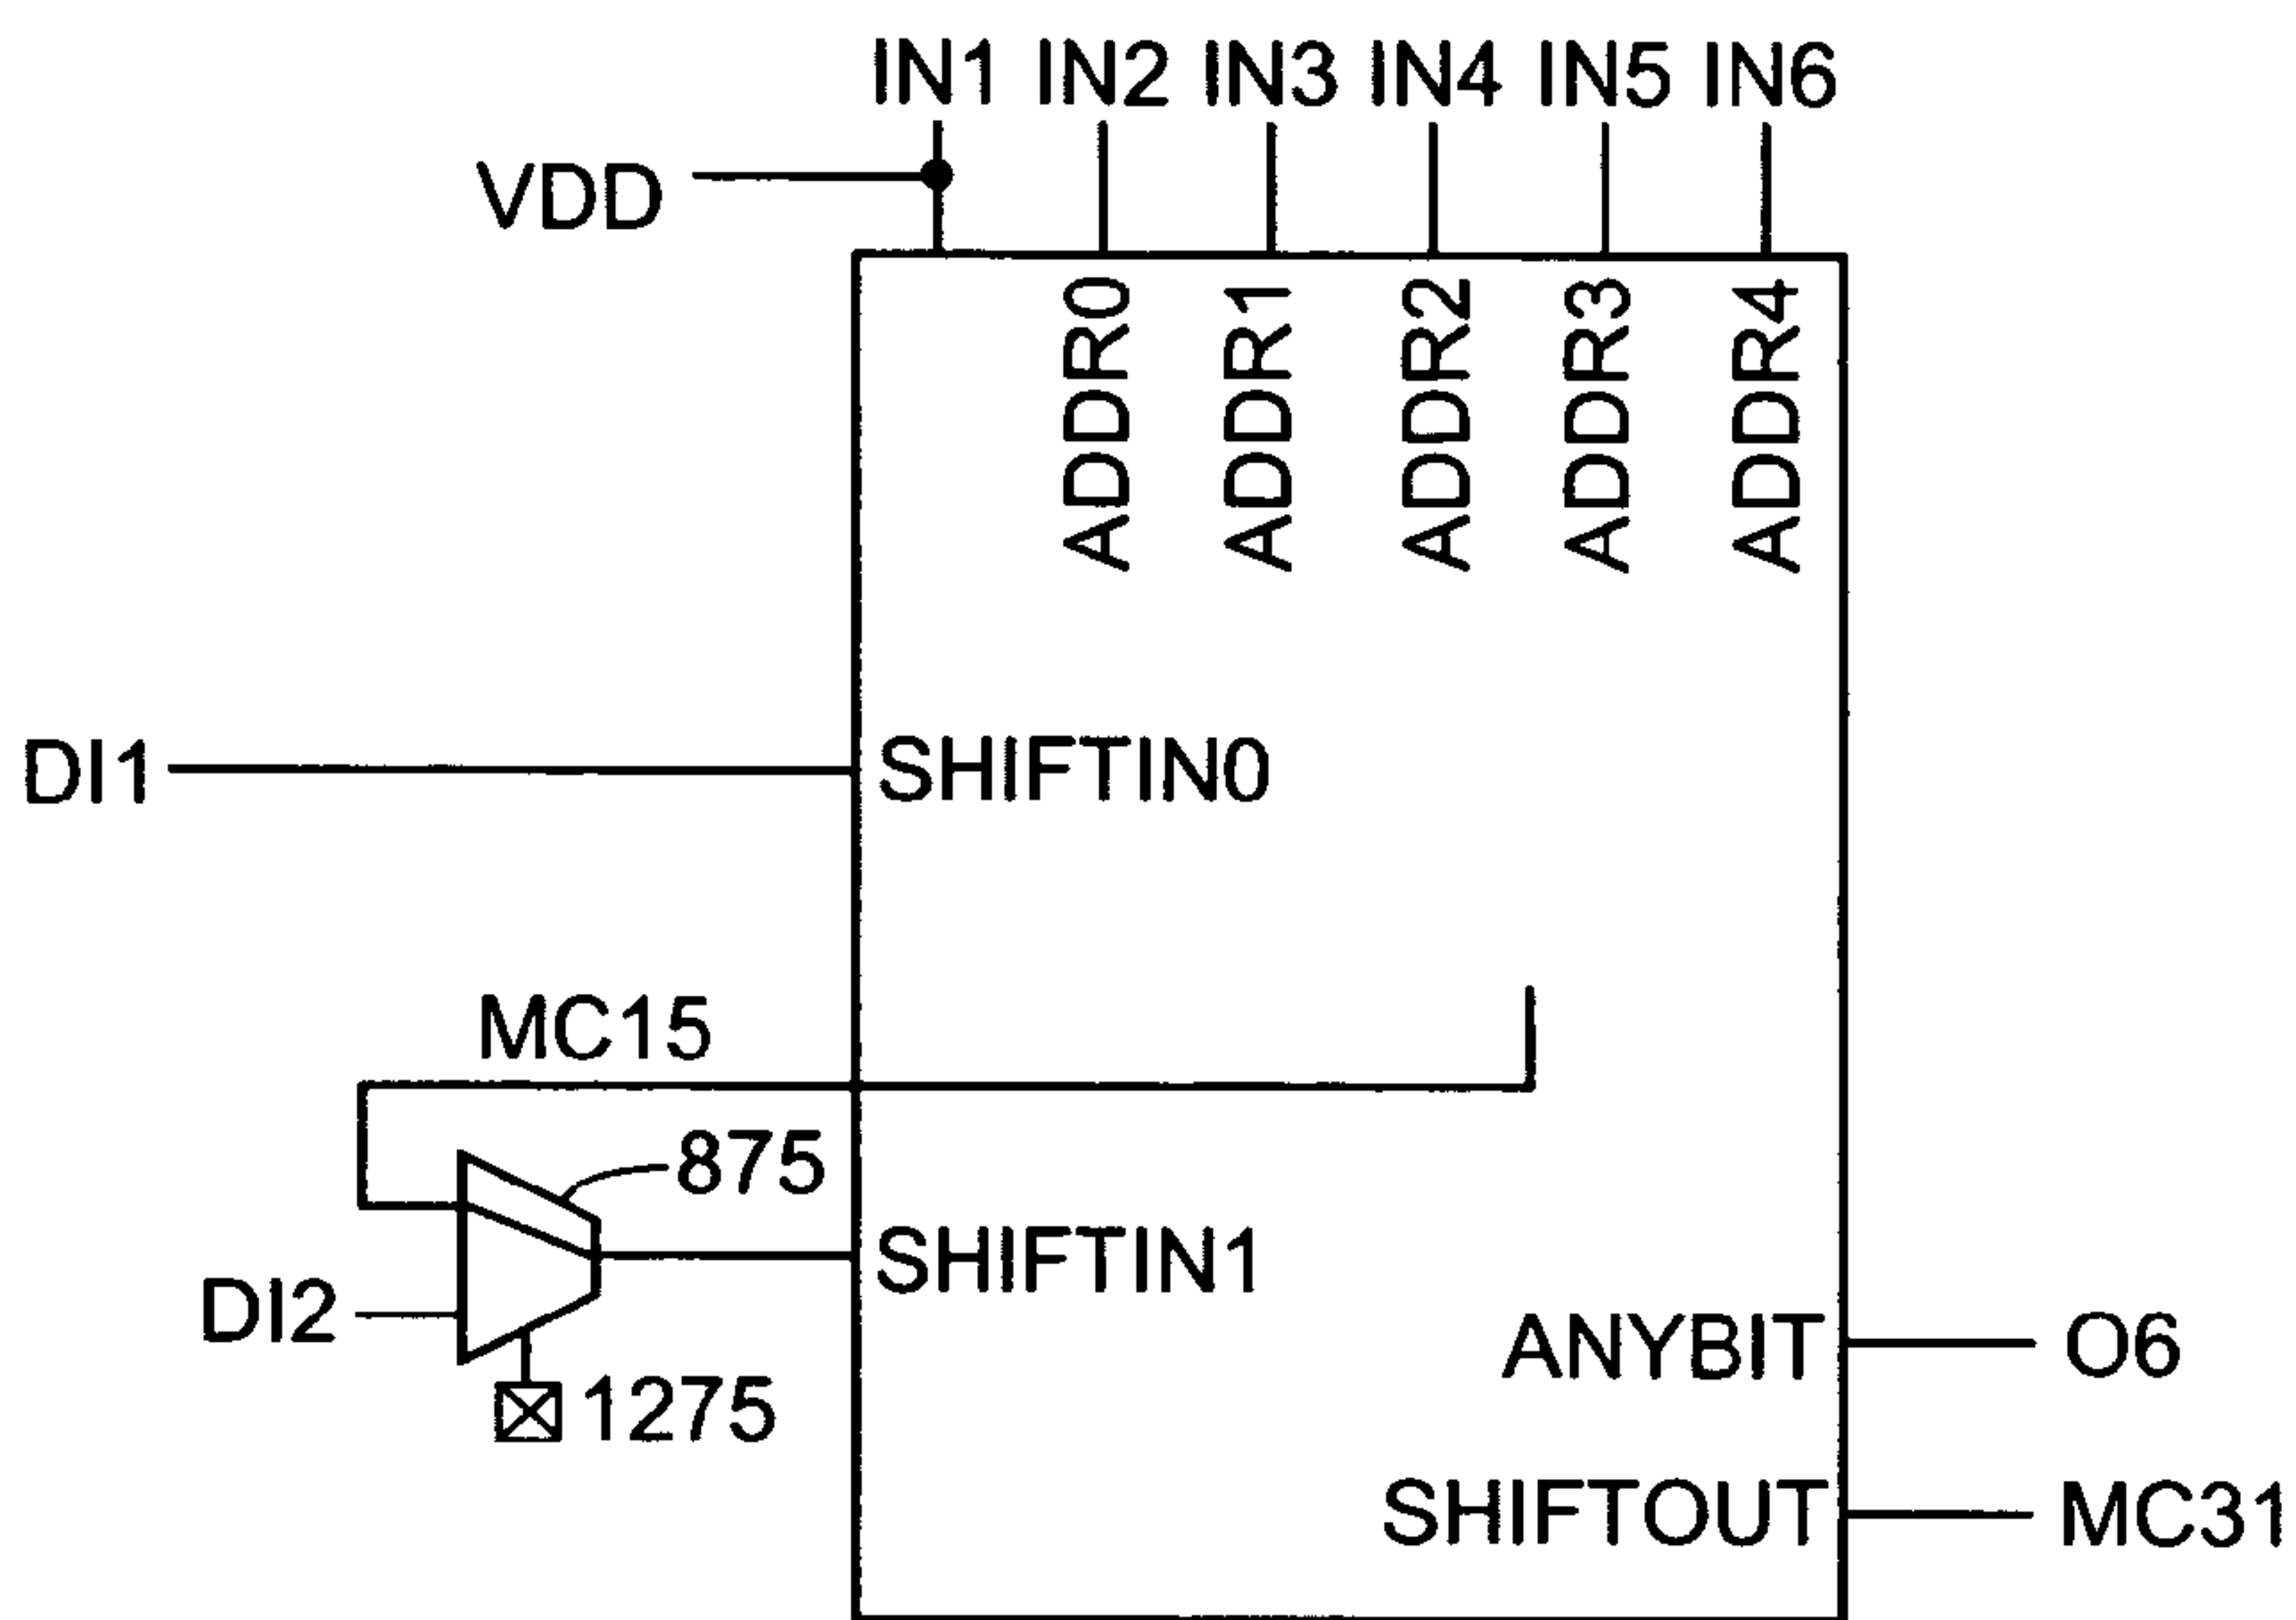 IN1 IN2 IN3 IN4 IN5 IN6
VDD
ADDR0
ADDR1
ADDR2
ADDR3
ADDR4
DI1
SHIFTIN0
MC15
875
SHIFTIN1
DI2
1275
ANYBIT
O6
SHIFTOUT
MC31